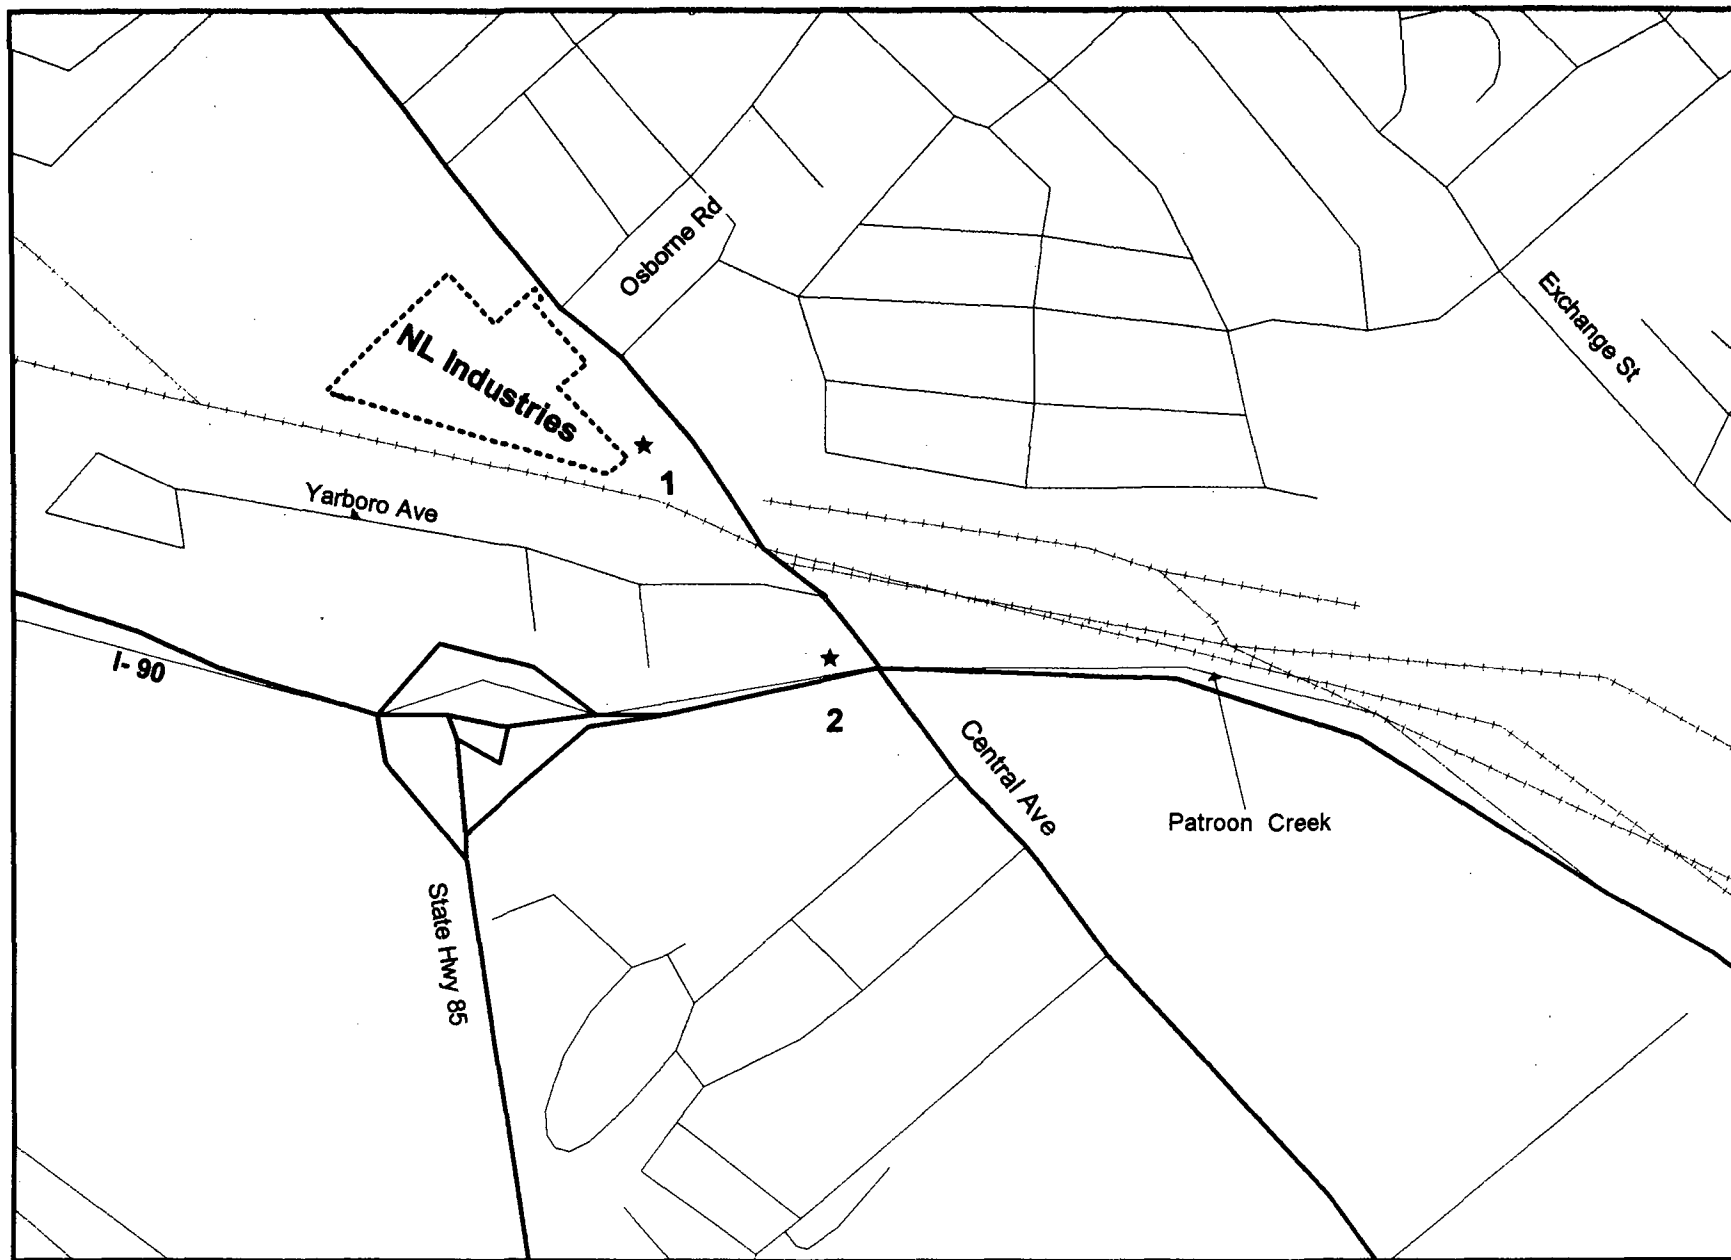 Osborne Rd
Exchange St
NL Industries
1
Yarboro Ave
I-90
2
Central Ave
Patroon Creek
State Hwy 85